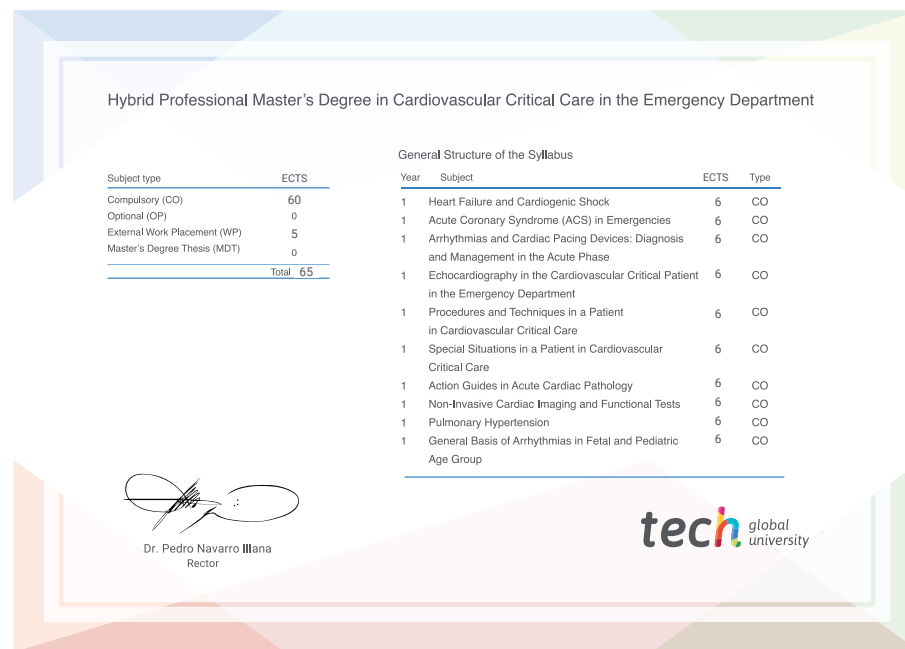 Hybrid Professional Master's Degree in Cardiovascular Critical Care in the Emergency Department
Subject type ECTS
Compulsory (CO) 60
Optional (OP) 0
External Work Placement (WP) 5
Master's Degree Thesis (MDT) 0
Total 65
General Structure of the Syllabus
Year Subject ECTS Type
1 Heart Failure and Cardiogenic Shock 6 CO
1 Acute Coronary Syndrome (ACS) in Emergencies 6 CO
1 Arrhythmias and Cardiac Pacing Devices: Diagnosis 6 CO
and Management in the Acute Phase
1 Echocardiography in the Cardiovascular Critical Patient 6 CO
in the Emergency Department
1 Procedures and Techniques in a Patient 6 CO
in Cardiovascular Critical Care
1 Special Situations in a Patient in Cardiovascular 6 CO
Critical Care
1 Action Guides in Acute Cardiac Pathology 6 CO
1 Non-Invasive Cardiac Imaging and Functional Tests 6 CO
1 Pulmonary Hypertension 6 CO
1 General Basis of Arrhythmias in Fetal and Pediatric 6 CO
Age Group
Dr. Pedro Navarro Illana
Rector
tech global
university